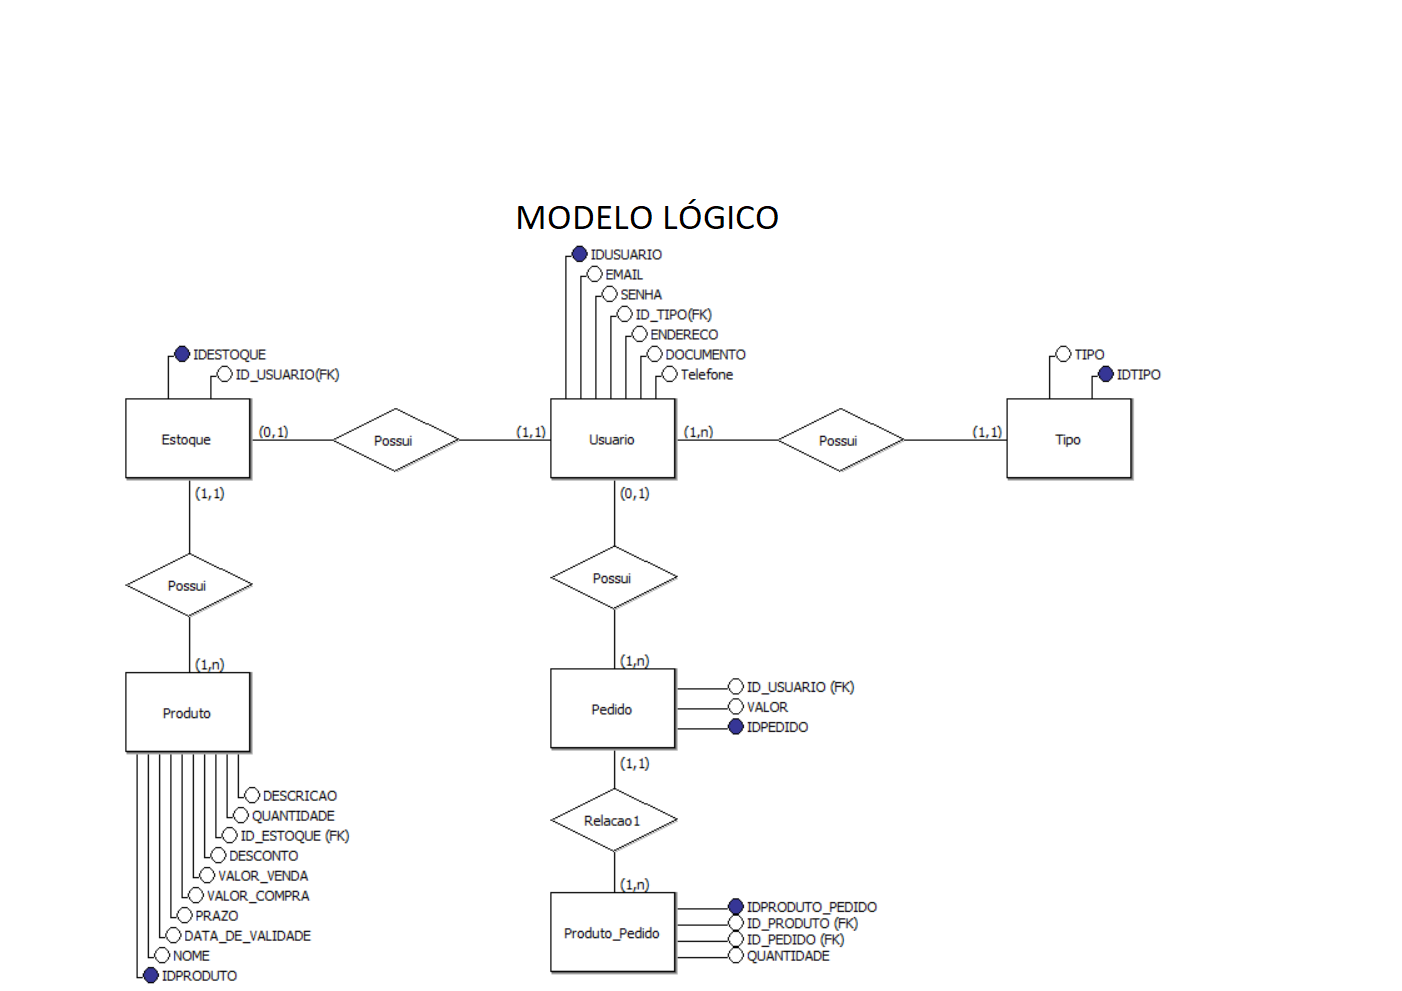 MODELO LÓGICO
IDUSUARIO
EMAIL
SENHA
ID_TIPO(FK)
ENDERECO
DOCUMENTO
Telefone
IDESTOQUE
ID_USUARIO(FK)
TIPO
IDTIPO
Estoque
(0,1)
Possui
(1,1)
Usuario
(1,n)
Possui
(1,1)
Tipo
(1,1)
(0,1)
Possui
Possui
(1,n)
(1,n)
Produto
Pedido
ID_USUARIO (FK)
VALOR
IDPEDIDO
(1,1)
DESCRICAO
QUANTIDADE
ID_ESTOQUE (FK)
DESCONTO
VALOR_VENDA
VALOR_COMPRA
PRAZO
DATA_DE_VALIDADE
NOME
IDPRODUTO
Relacao1
(1,n)
Produto_Pedido
IDPRODUTO_PEDIDO
ID_PRODUTO (FK)
ID_PEDIDO (FK)
QUANTIDADE